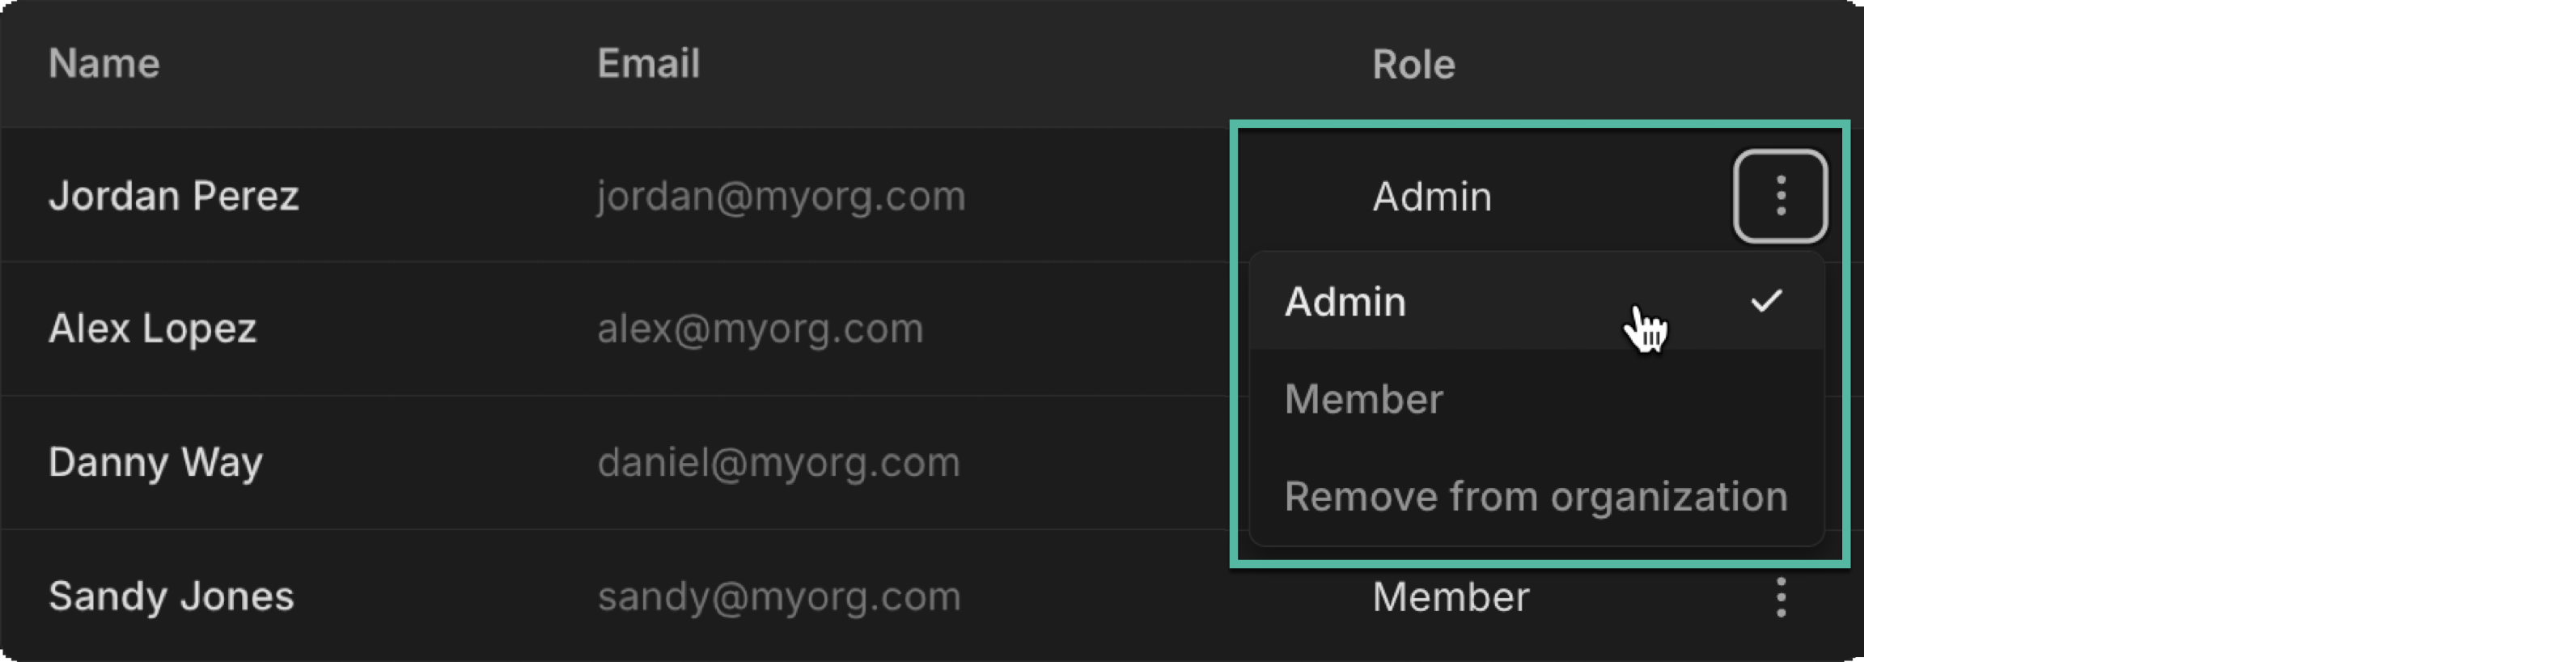 Name Email Role
Jordan Perez jordan@myorg.com Admin
Admin
Alex Lopez alex@myorg.com
Member
Danny Way daniel@myorg.com
Remove from organization
Sandy Jones sandy@myorg.com Member